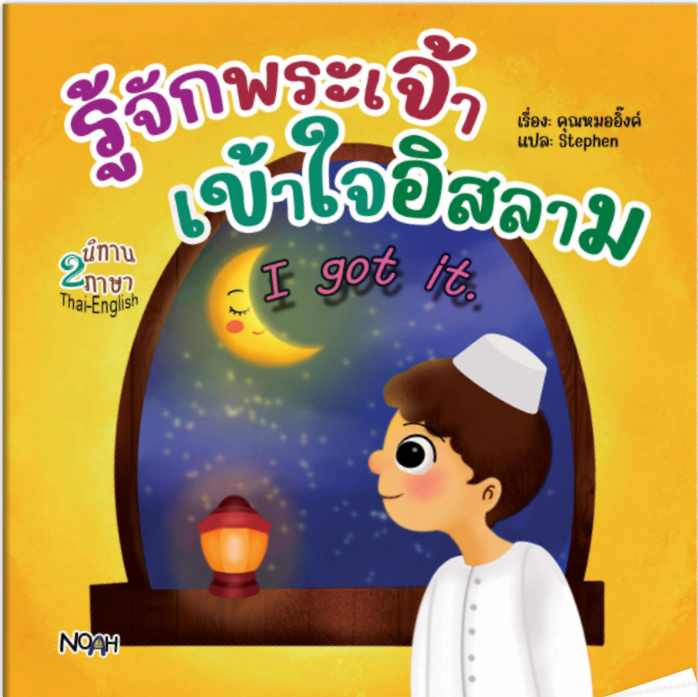 รู้จักพระเจ้า
เข้าใจอิสลาม
เรื่อง: คุณหมออิ๊งค์
แปล: Stephen
I got it.
2
นิทาน
ภาษา
Thai-English
NOAH